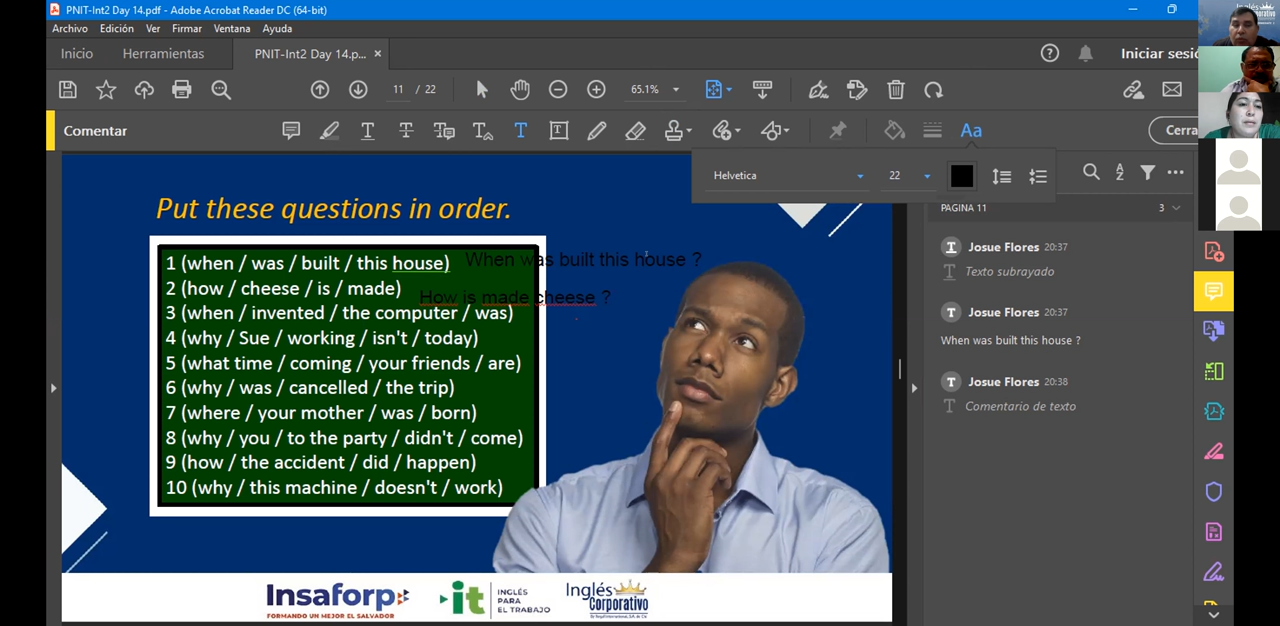 PNIT-Int2 Day 14.pdf - Adobe Acrobat Reader DC (64-bit)
Archivo Edición Ver Firmar Ventana Ayuda
Inicio Herramientas PNIT-Int2 Day 14.p... × Iniciar sesió
11 / 22 65.1%
Comentar Cerra
Helvetica 22
PÁGINA 11 3
Put these questions in order.
1 (when / was / built / this house) When was built this house ?
2 (how / cheese / is / made) How is made cheese ?
3 (when / invented / the computer / was)
4 (why / Sue / working / isn't / today)
5 (what time / coming / your friends / are)
6 (why / was / cancelled / the trip)
7 (where / your mother / was / born)
8 (why / you / to the party / didn't / come)
9 (how / the accident / did / happen)
10 (why / this machine / doesn't / work)
Josue Flores 20:37
Texto subrayado
Josue Flores 20:37
When was built this house ?
Josue Flores 20:38
Comentario de texto
Insaforp
FORMANDO UN MEJOR EL SALVADOR
it INGLÉS PARA EL TRABAJO
Inglés Corporativo